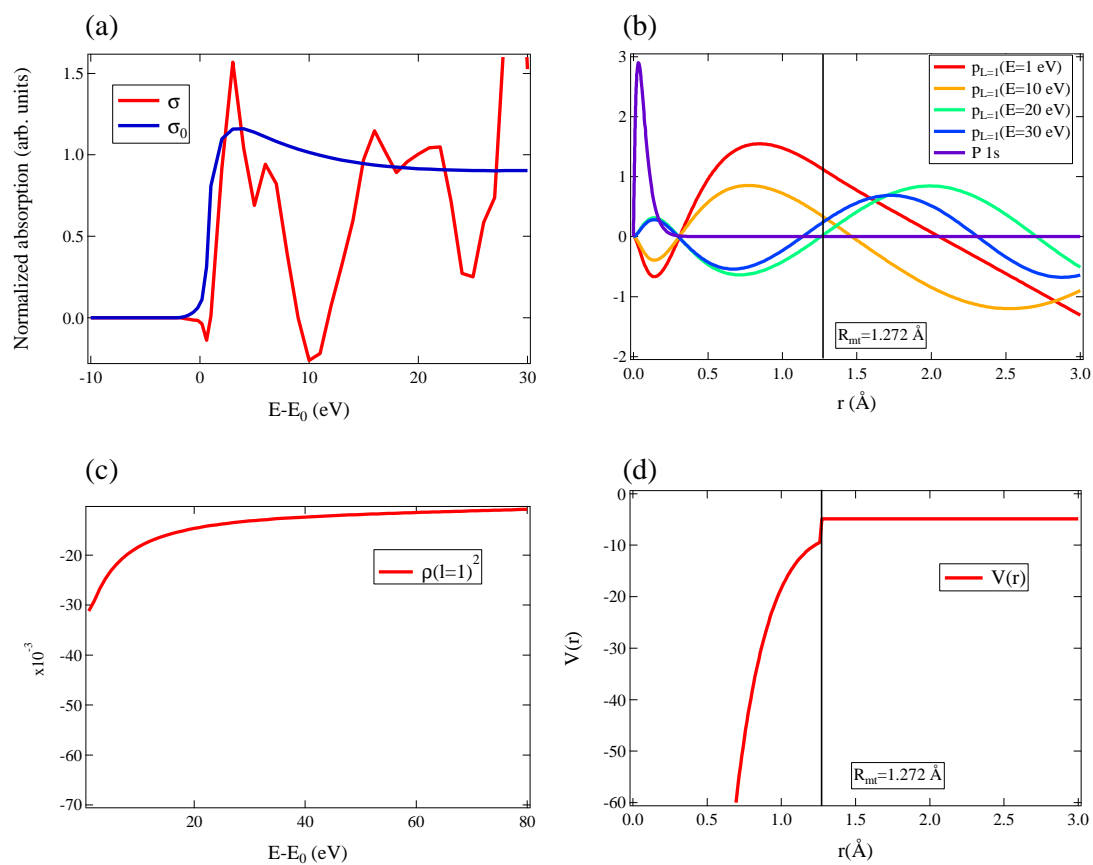 (a)
Normalized absorption (arb. units)
1.5
1.0
0.5
0.0
σ
σ0
-10
0
10
20
30
E-E0 (eV)
(b)
3
2
1
0
-1
-2
pL=1(E=1 eV)
pL=1(E=10 eV)
pL=1(E=20 eV)
pL=1(E=30 eV)
P 1s
Rmt=1.272 Å
0.0
0.5
1.0
1.5
2.0
2.5
3.0
r (Å)
(c)
x10-3
-20
-30
-40
-50
-60
-70
ρ(l=1)2
20
40
60
80
E-E0 (eV)
(d)
V(r)
0
-10
-20
-30
-40
-50
-60
V(r)
Rmt=1.272 Å
0.0
0.5
1.0
1.5
2.0
2.5
3.0
r(Å)